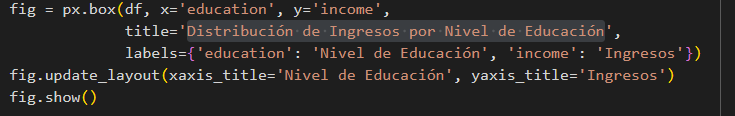 fig = px.box(df, x='education', y='income',
             title='Distribución de Ingresos por Nivel de Educación',
             labels={'education': 'Nivel de Educación', 'income': 'Ingresos'})
fig.update_layout(xaxis_title='Nivel de Educación', yaxis_title='Ingresos')
fig.show()